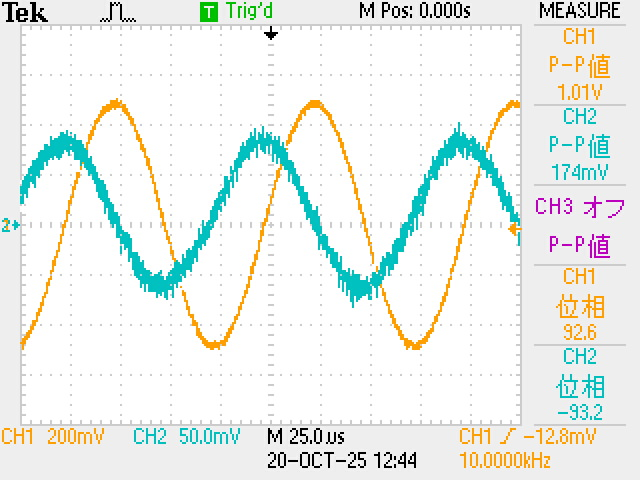 Tek T Trig'd M Pos: 0.000s MEASURE
CH1
P-P値
1.01V
CH2
P-P値
174mV
CH3 オフ
P-P値
CH1
位相
92.6
CH2
位相
-93.2
2
CH1 200mV CH2 50.0mV M 25.0us CH1 -12.8mV
20-OCT-25 12:44 10.0000kHz